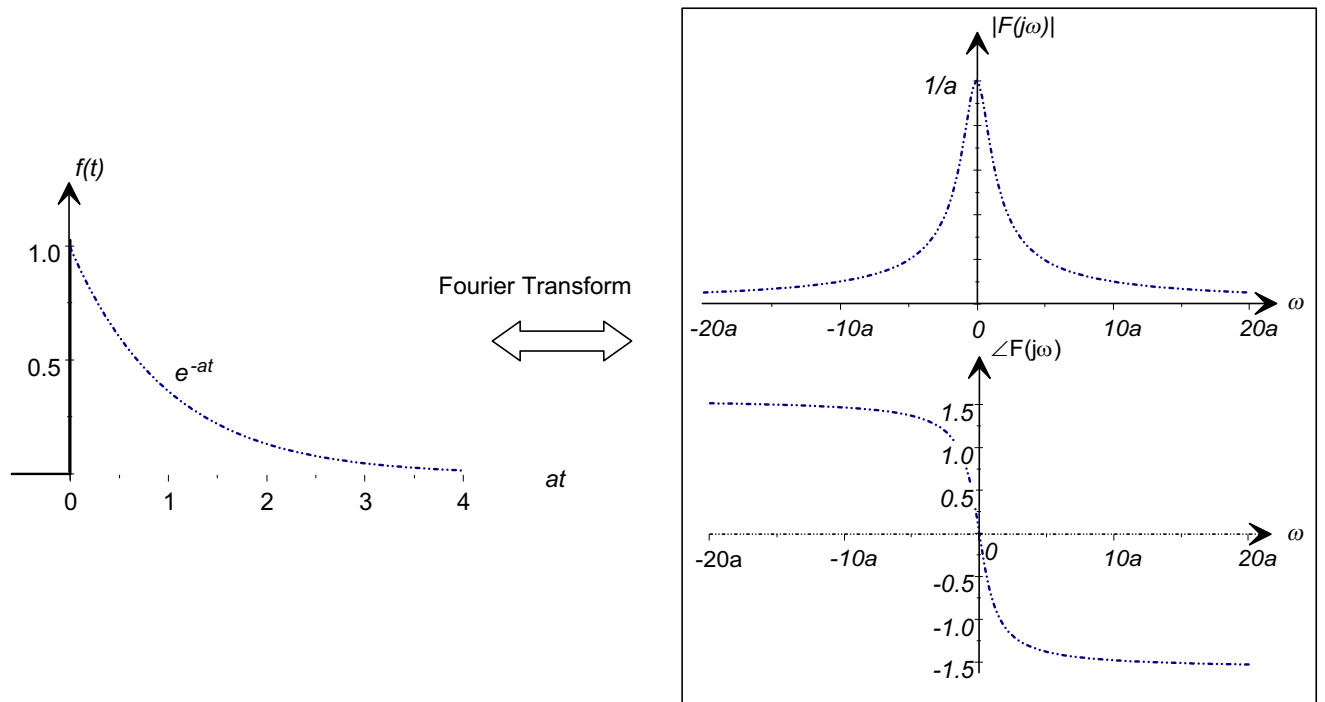 f(t)
1.0
0.5
e^-at
0 1 2 3 4
at
Fourier Transform
|F(jω)|
1/a
-20a -10a 0 10a 20a
ω
∠F(jω)
1.5
1.0
0.5
0
ω
-20a -10a 10a 20a
-0.5
-1.0
-1.5